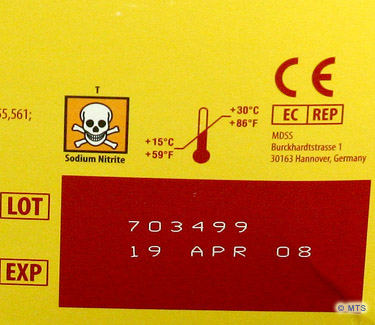 T
55,561;
Sodium Nitrite
+15°C
+59°F
+30°C
+86°F
CE
EC REP
MDSS
Burckhardtstrasse 1
30163 Hannover, Germany
LOT
703499
EXP
19 APR 08
© MTS